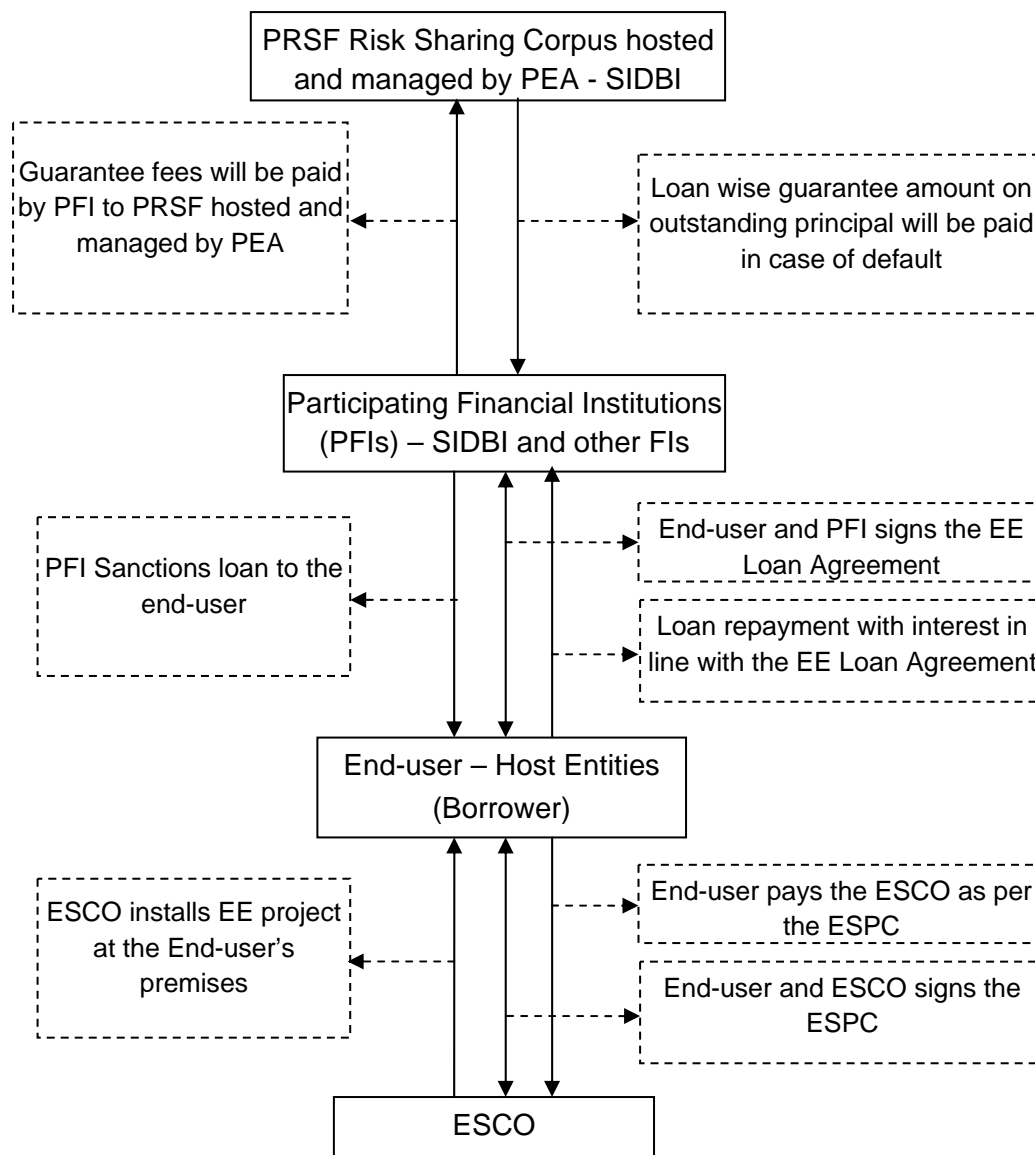 PRSF Risk Sharing Corpus hosted
and managed by PEA - SIDBI
Guarantee fees will be paid
by PFI to PRSF hosted and
managed by PEA
Loan wise guarantee amount on
outstanding principal will be paid
in case of default
Participating Financial Institutions
(PFIs) – SIDBI and other FIs
PFI Sanctions loan to the
end-user
End-user and PFI signs the EE
Loan Agreement
Loan repayment with interest in
line with the EE Loan Agreement
End-user – Host Entities
(Borrower)
ESCO installs EE project
at the End-user’s
premises
End-user pays the ESCO as per
the ESPC
End-user and ESCO signs the
ESPC
ESCO